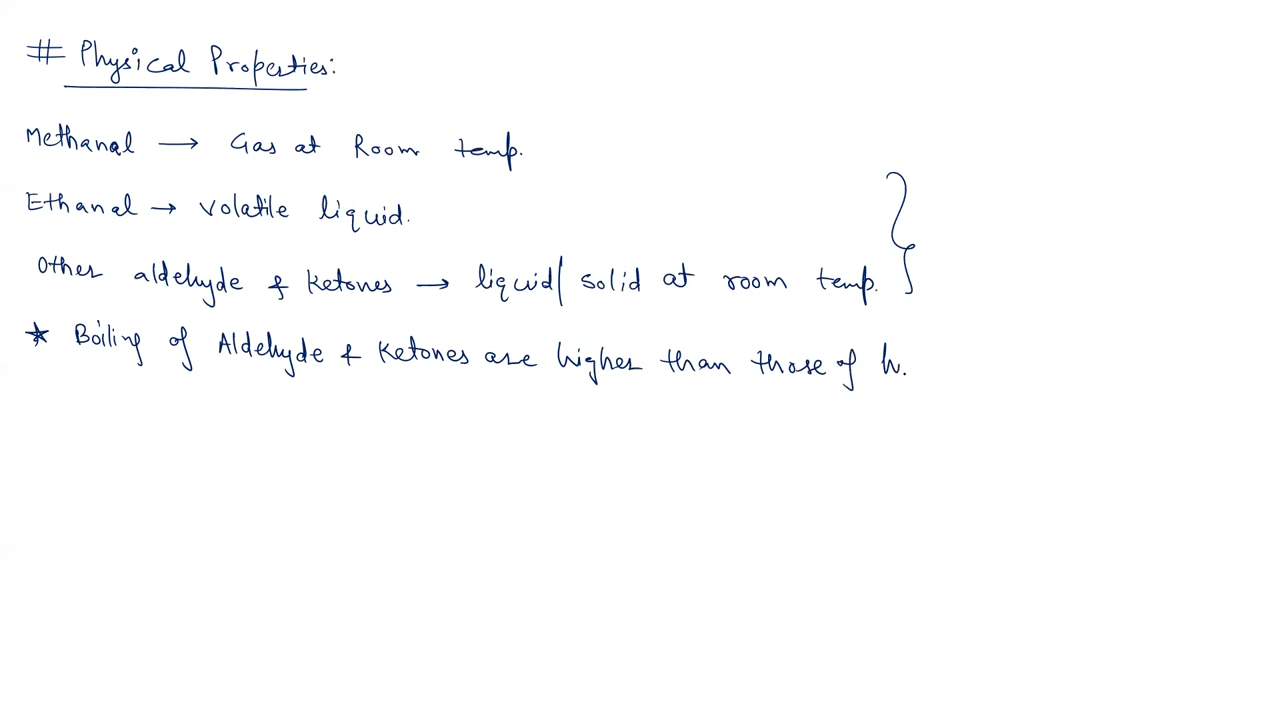 # Physical Properties:
Methanal → Gas at Room temp.
Ethanal → volatile liquid.
Other aldehyde & Ketones → liquid/solid at room temp.
★ Boiling of Aldehyde & Ketones are higher than those of h.